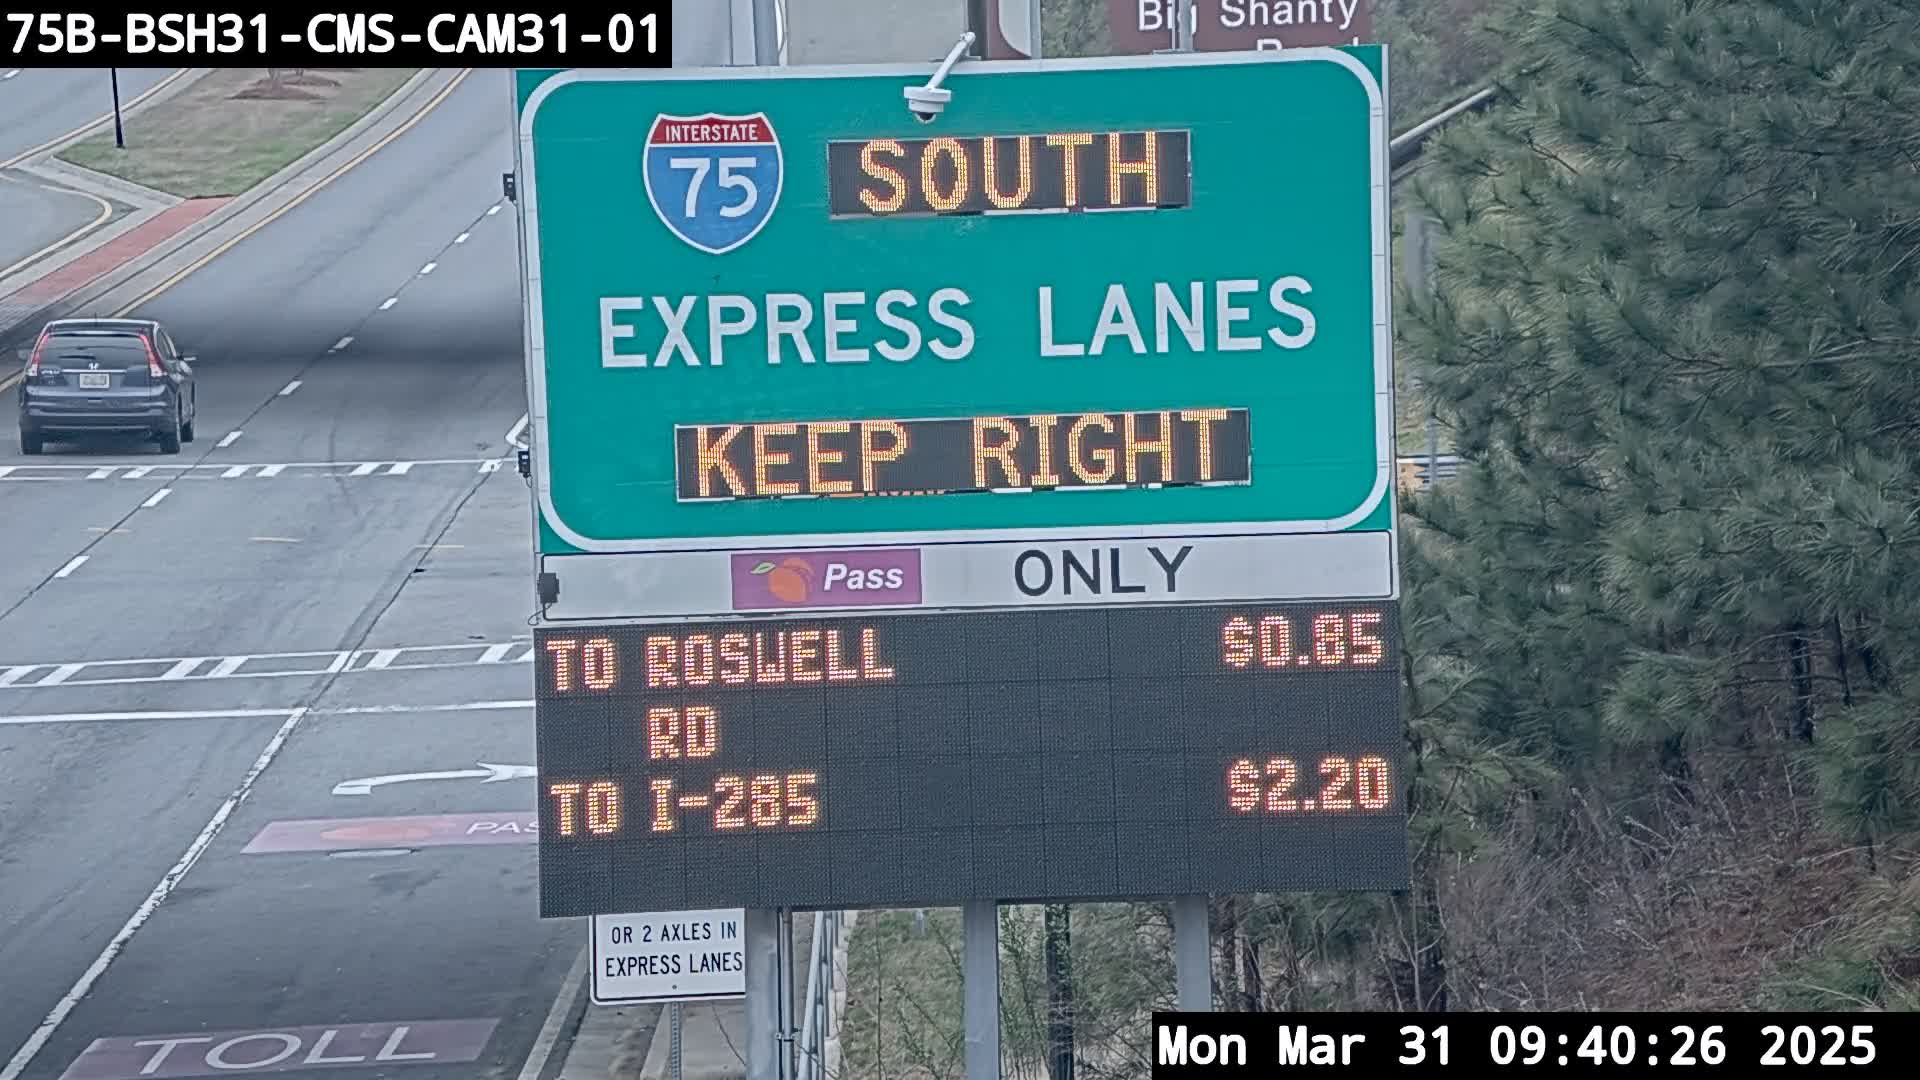 75B-BSH31-CMS-CAM31-01
Big Shanty
INTERSTATE
75
SOUTH
EXPRESS LANES
KEEP RIGHT
Pass ONLY
TO ROSWELL $0.85
RD
TO I-285 $2.20
OR 2 AXLES IN
EXPRESS LANES
TOLL
Mon Mar 31 09:40:26 2025